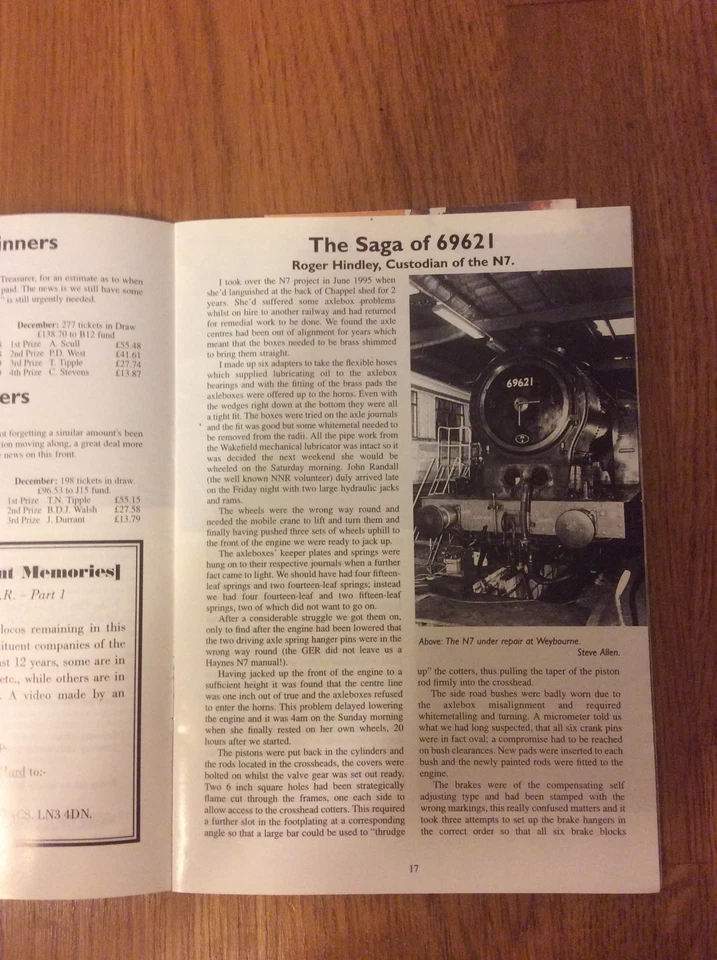 inners
Treasurer, for an estimate as to when
paid. The news is we still have some
" is still urgently needed.
December: 277 tickets in Draw
£138.70 to B12 fund
1st Prize A. Scull £55.48
2nd Prize P.D. West £41.61
3rd Prize T. Tipple £27.74
4th Prize C. Stevens £13.87
ers
ot forgetting a similar amount's been
tion moving along, a great deal more
news on this front.
December: 198 tickets in draw.
£96.53 to J15 fund.
1st Prize T.N. Tipple £55.15
2nd Prize B.D.J. Walsh £27.58
3rd Prize J. Durrant £13.79
nt Memories]
.R. – Part 1
locos remaining in this
tituent companies of the
ast 12 years, some are in
etc., while others are in
. A video made by an
p.
Hurd to:-
CS. LN3 4DN.
The Saga of 69621
Roger Hindley, Custodian of the N7.
I took over the N7 project in June 1995 when
she'd languished at the back of Chappel shed for 2
years. She'd suffered some axlebox problems
whilst on hire to another railway and had returned
for remedial work to be done. We found the axle
centres had been out of alignment for years which
meant that the boxes needed to be brass shimmed
to bring them straight.
I made up six adapters to take the flexible hoses
which supplied lubricating oil to the axlebox
bearings and with the fitting of the brass pads the
axleboxes were offered up to the horns. Even with
the wedges right down at the bottom they were all
a tight fit. The boxes were tried on the axle journals
and the fit was good but some whitemetal needed to
be removed from the radii. All the pipe work from
the Wakefield mechanical lubricator was intact so it
was decided the next weekend she would be
wheeled on the Saturday morning. John Randall
(the well known NNR volunteer) duly arrived late
on the Friday night with two large hydraulic jacks
and rams.
The wheels were the wrong way round and
needed the mobile crane to lift and turn them and
finally having pushed three sets of wheels uphill to
the front of the engine we were ready to jack up.
The axleboxes' keeper plates and springs were
hung on to their respective journals when a further
fact came to light. We should have had four fifteen-
leaf springs and two fourteen-leaf springs; instead
we had four fourteen-leaf and two fifteen-leaf
springs, two of which did not want to go on.
After a considerable struggle we got them on,
only to find after the engine had been lowered that
the two driving axle spring hanger pins were in the
wrong way round (the GER did not leave us a
Haynes N7 manual!).
Having jacked up the front of the engine to a
sufficient height it was found that the centre line
was one inch out of true and the axleboxes refused
to enter the horns. This problem delayed lowering
the engine and it was 4am on the Sunday morning
when she finally rested on her own wheels, 20
hours after we started.
The pistons were put back in the cylinders and
the rods located in the crossheads, the covers were
bolted on whilst the valve gear was set out ready.
Two 6 inch square holes had been strategically
flame cut through the frames, one each side to
allow access to the crosshead cotters. This required
a further slot in the footplating at a corresponding
angle so that a large bar could be used to "thrudge
69621
Above: The N7 under repair at Weybourne.
Steve Allen.
up" the cotters, thus pulling the taper of the piston
rod firmly into the crosshead.
The side road bushes were badly worn due to
the axlebox misalignment and required
whitemetalling and turning. A micrometer told us
what we had long suspected, that all six crank pins
were in fact oval; a compromise had to be reached
on bush clearances. New pads were inserted to each
bush and the newly painted rods were fitted to the
engine.
The brakes were of the compensating self
adjusting type and had been stamped with the
wrong markings, this really confused matters and it
took three attempts to set up the brake hangers in
the correct order so that all six brake blocks
17